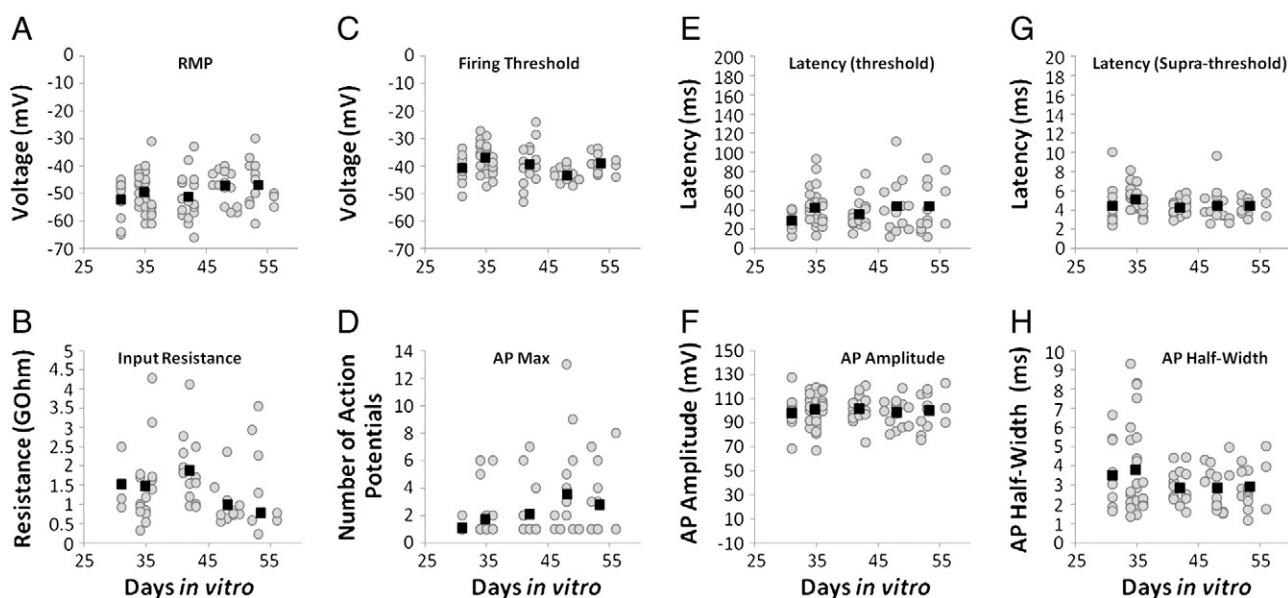 A
RMP
Voltage (mV)
0
-10
-20
-30
-40
-50
-60
-70
25 35 45 55
C
Firing Threshold
Voltage (mV)
0
-10
-20
-30
-40
-50
-60
-70
25 35 45 55
E
Latency (threshold)
Latency (ms)
200
180
160
140
120
100
80
60
40
20
0
25 35 45 55
G
Latency (Supra-threshold)
Latency (ms)
20
18
16
14
12
10
8
6
4
2
0
25 35 45 55
B
Input Resistance
Resistance (GOhm)
5
4.5
4
3.5
3
2.5
2
1.5
1
0.5
0
25 35 45 55
Days in vitro
D
AP Max
Number of Action
Potentials
14
12
10
8
6
4
2
0
25 35 45 55
Days in vitro
F
AP Amplitude
AP Amplitude (mV)
150
130
110
90
70
50
30
10
-10
25 35 45 55
Days in vitro
H
AP Half-Width
AP Half-Width (ms)
10
9
8
7
6
5
4
3
2
1
0
25 35 45 55
Days in vitro